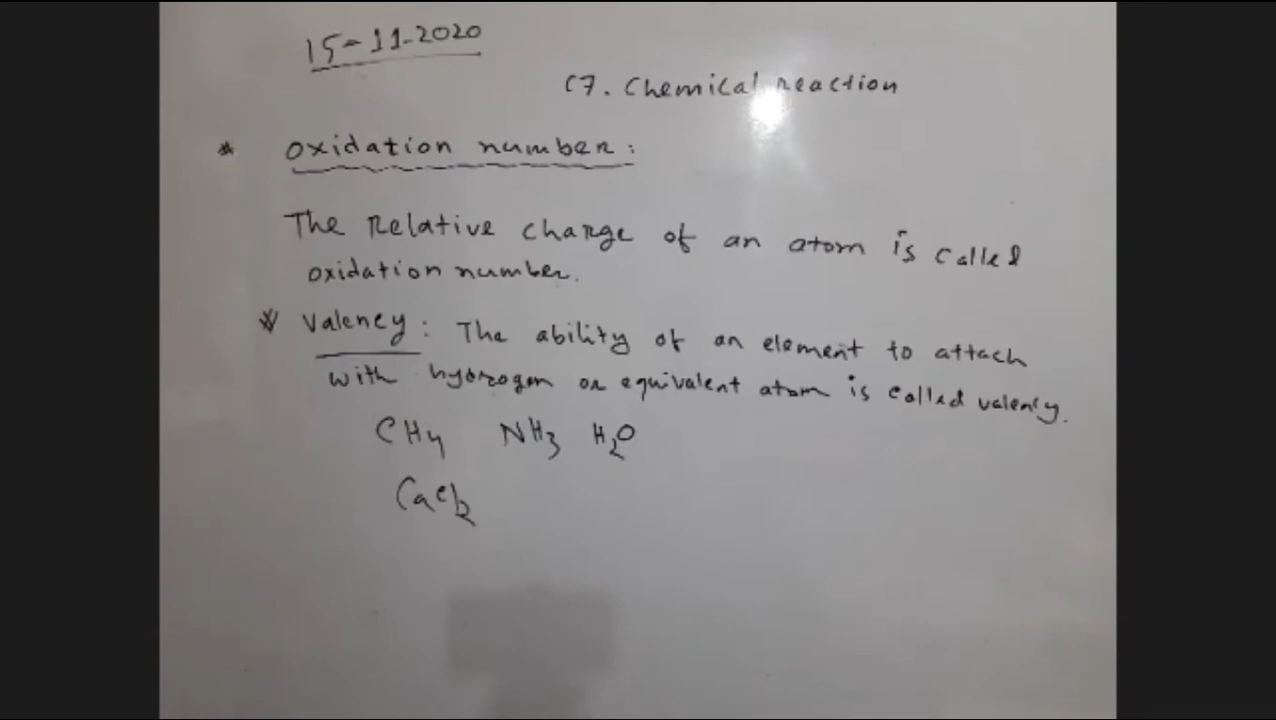 15-11-2020
C7. Chemical reaction
* Oxidation number:
The Relative charge of an atom is called
oxidation number.
* Valency: The ability of an element to attach
with hydrogen or equivalent atom is called valency.
CH4 NH3 H2O
CaCl2